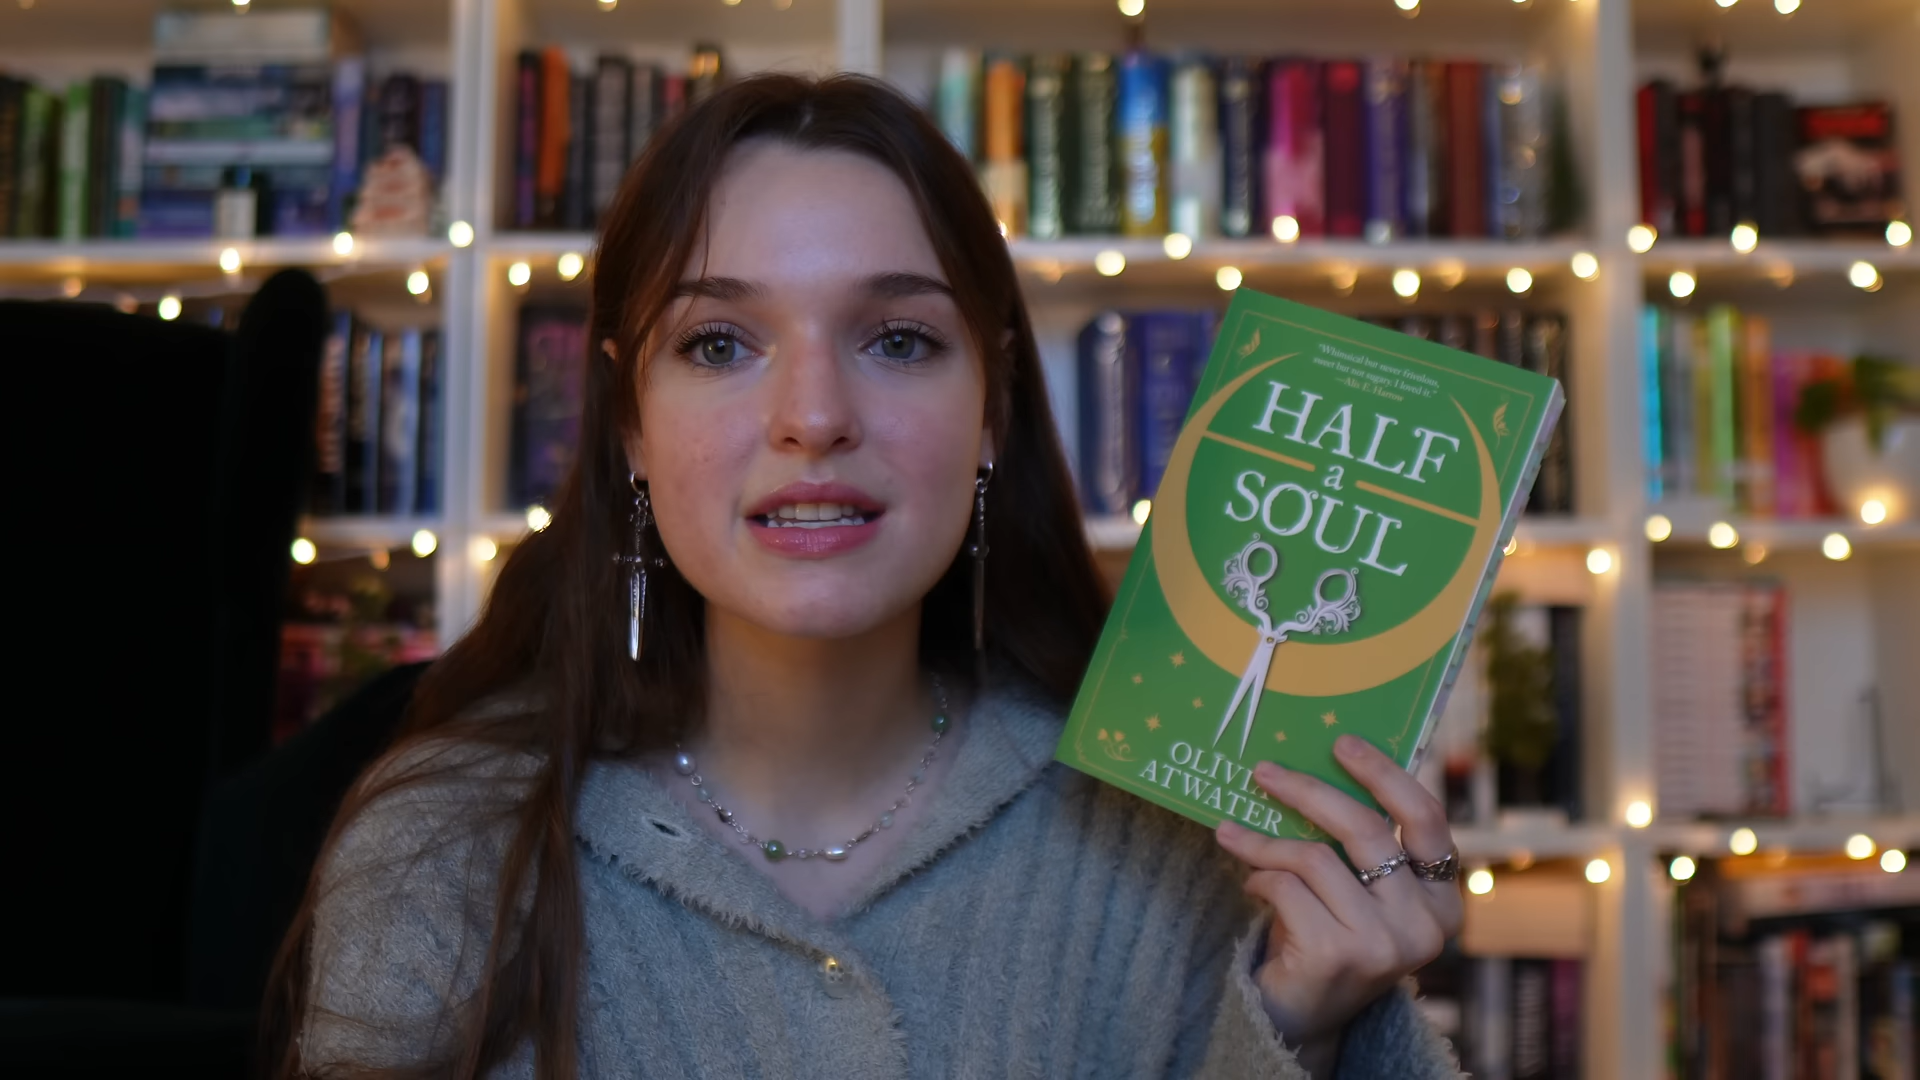 "Whimsical but never frivolous,
sweet but not sugary. I loved it."
—Alix E. Harrow
HALF
a
SOUL
OLIVIA
ATWATER